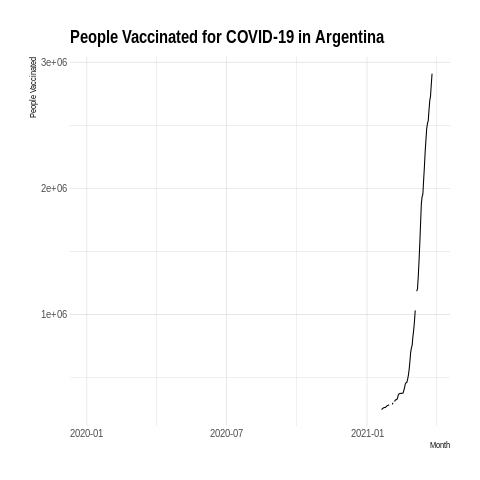 People Vaccinated for COVID-19 in Argentina
People Vaccinated
3e+06
2e+06
1e+06
2020-01
2020-07
2021-01
Month